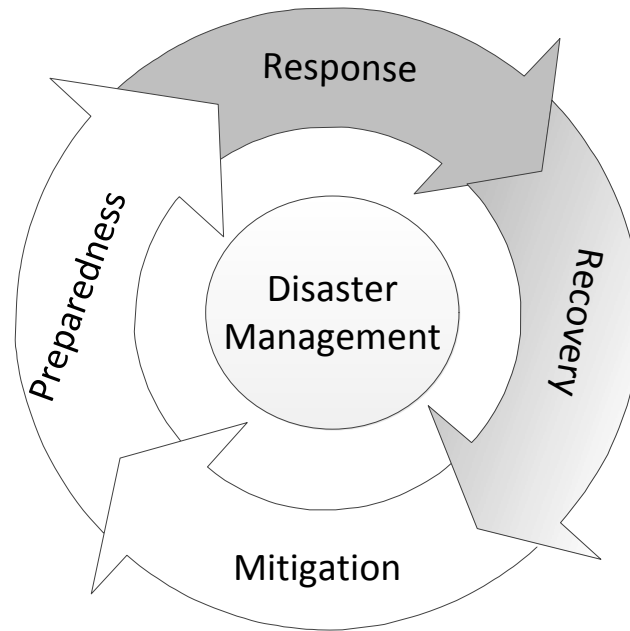 Response
Recovery
Mitigation
Preparedness
Disaster
Management